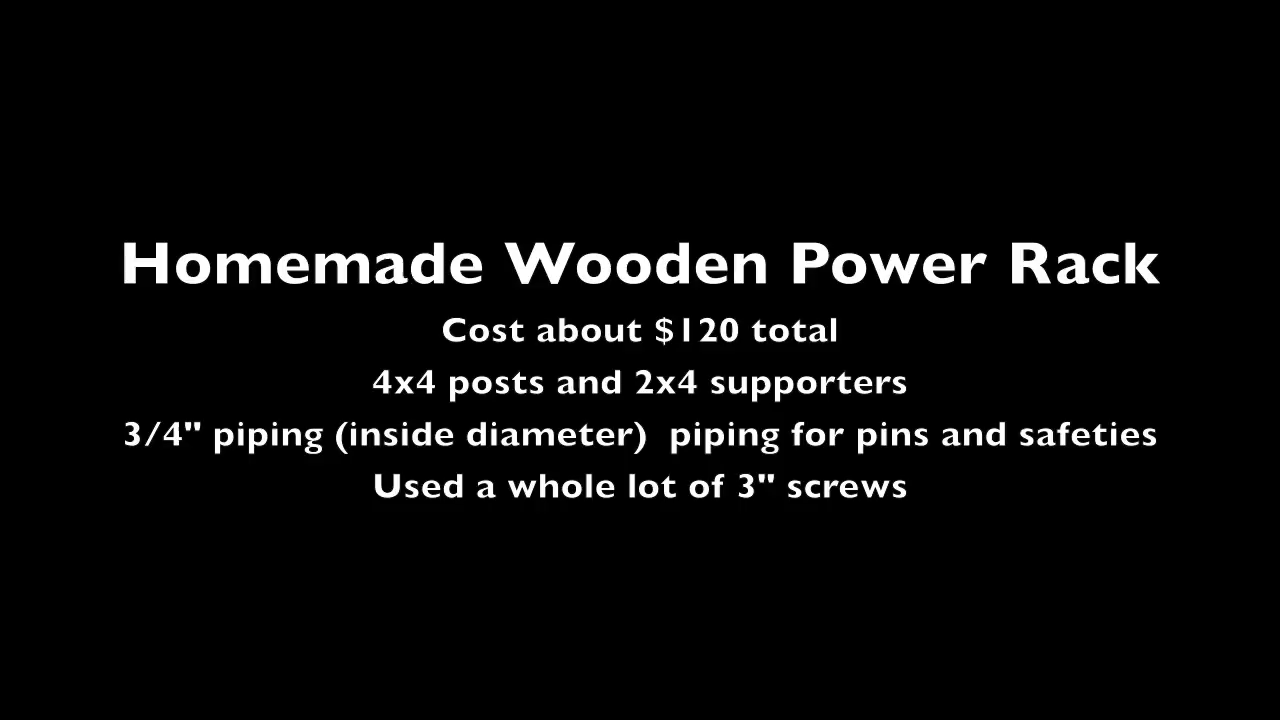 Homemade Wooden Power Rack
Cost about $120 total
4x4 posts and 2x4 supporters
3/4" piping (inside diameter)  piping for pins and safeties
Used a whole lot of 3" screws